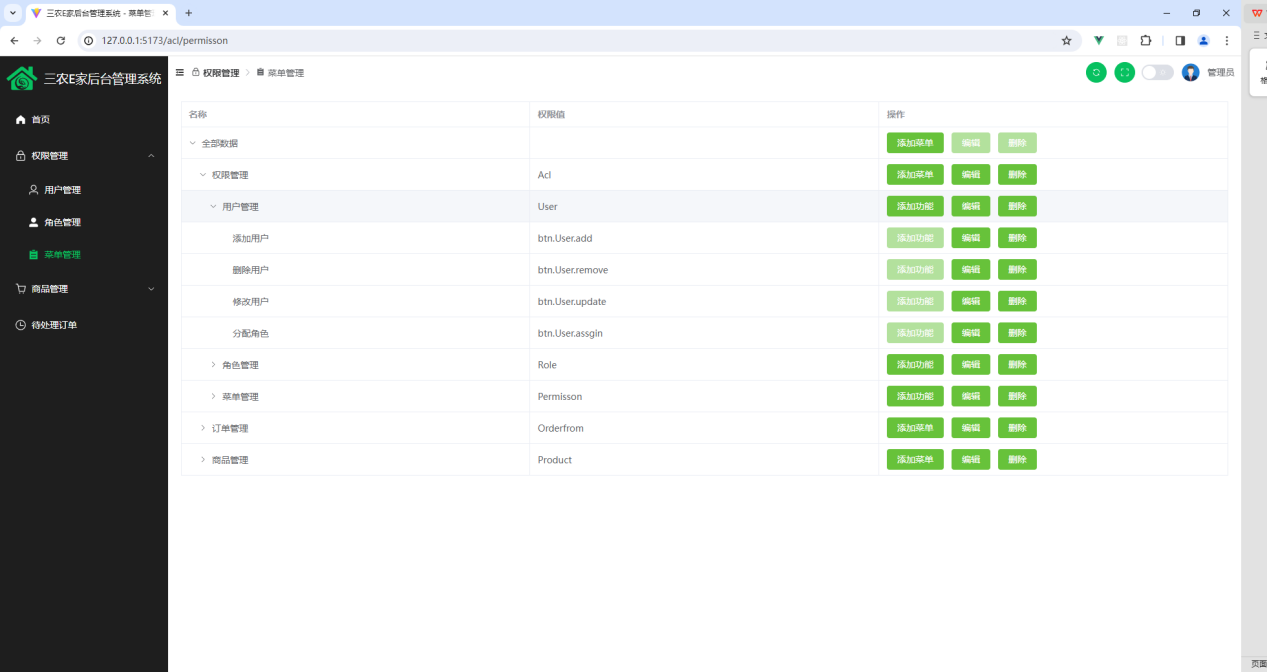 三农E家后台管理系统 - 菜单管
127.0.0.1:5173/acl/permisson
三农E家后台管理系统
权限管理 菜单管理
管理员
首页
权限管理
用户管理
角色管理
菜单管理
商品管理
待处理订单
名称 权限值 操作
全部数据 添加菜单 编辑 删除
权限管理 Acl 添加菜单 编辑 删除
用户管理 User 添加功能 编辑 删除
添加用户 btn.User.add 添加功能 编辑 删除
删除用户 btn.User.remove 添加功能 编辑 删除
修改用户 btn.User.update 添加功能 编辑 删除
分配角色 btn.User.assgin 添加功能 编辑 删除
角色管理 Role 添加功能 编辑 删除
菜单管理 Permisson 添加功能 编辑 删除
订单管理 Orderfrom 添加菜单 编辑 删除
商品管理 Product 添加菜单 编辑 删除
页面